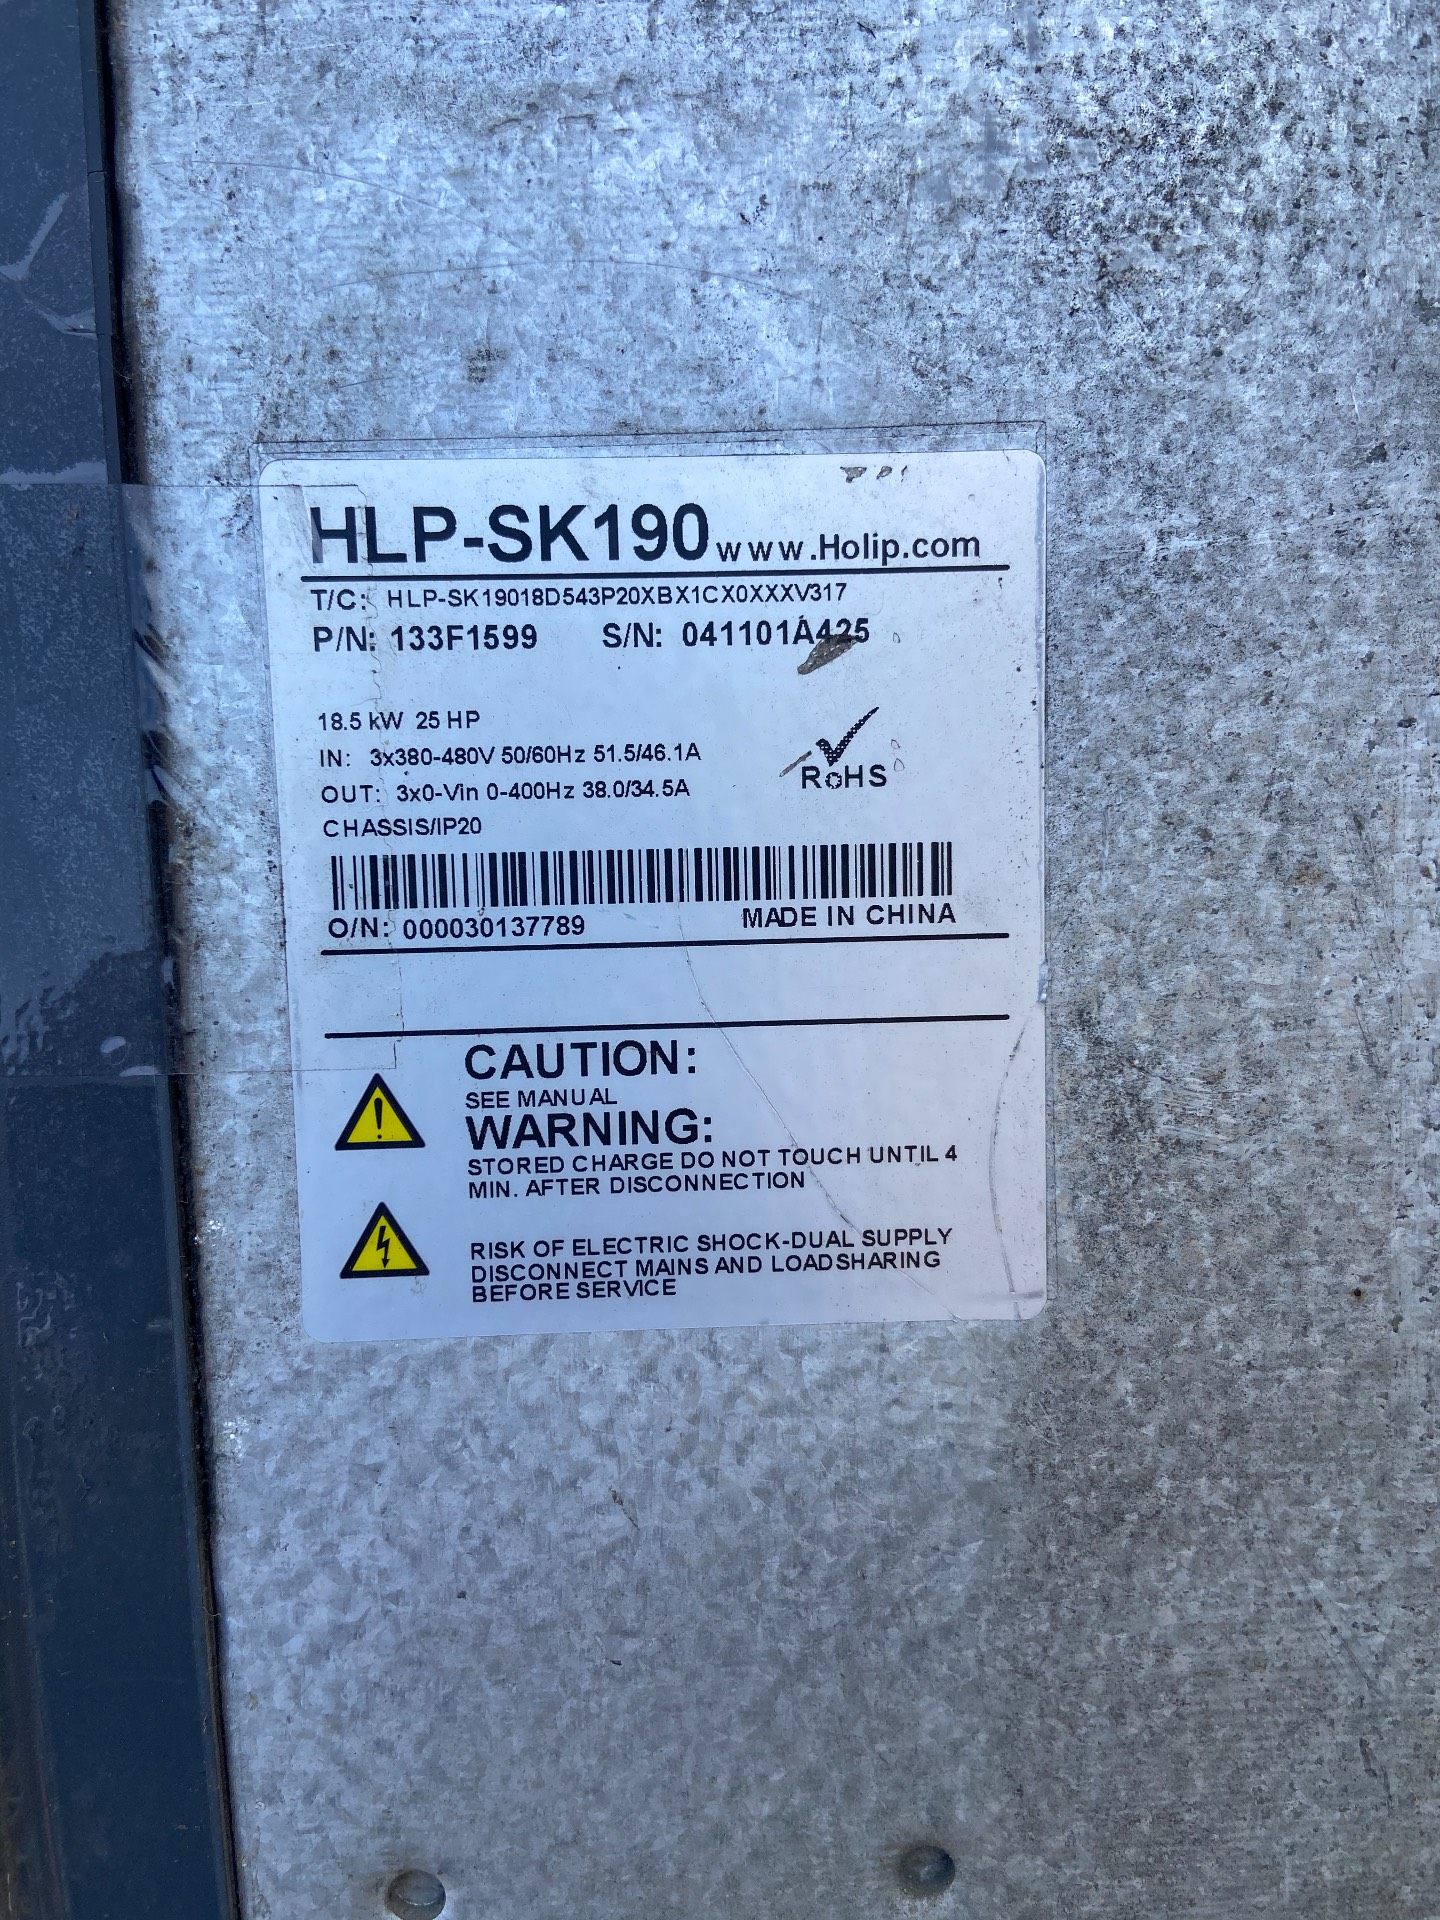 HLP-SK190 www.Holip.com
T/C: HLP-SK19018D543P20XBX1CX0XXXV317
P/N: 133F1599 S/N: 041101A425
18.5 kW 25 HP
IN: 3x380-480V 50/60Hz 51.5/46.1A
OUT: 3x0-Vin 0-400Hz 38.0/34.5A
RoHS
CHASSIS/IP20
O/N: 000030137789 MADE IN CHINA
CAUTION:
SEE MANUAL
WARNING:
STORED CHARGE DO NOT TOUCH UNTIL 4
MIN. AFTER DISCONNECTION
RISK OF ELECTRIC SHOCK-DUAL SUPPLY
DISCONNECT MAINS AND LOADSHARING
BEFORE SERVICE